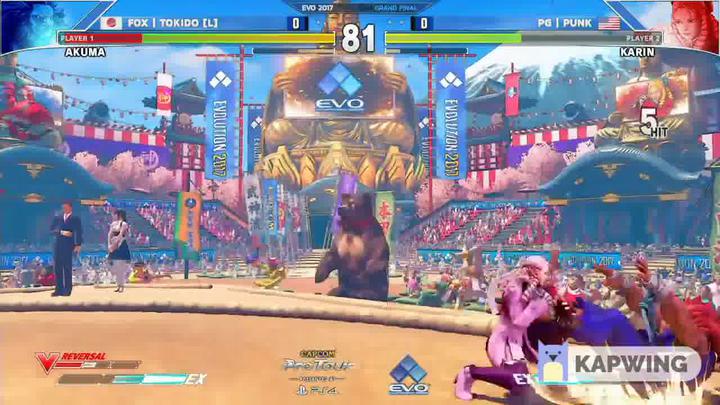 EVO 2017 GRAND FINAL
FOX | TOKIDO [L] 0 0 PG | PUNK
PLAYER 1 81 PLAYER 2
AKUMA KARIN
EVO
EVOLUTION 2017
EVOLUTION 2017
5
HIT
V REVERSAL
EX
CAPCOM
Pro Tour
PS4
EVO
KAPWING